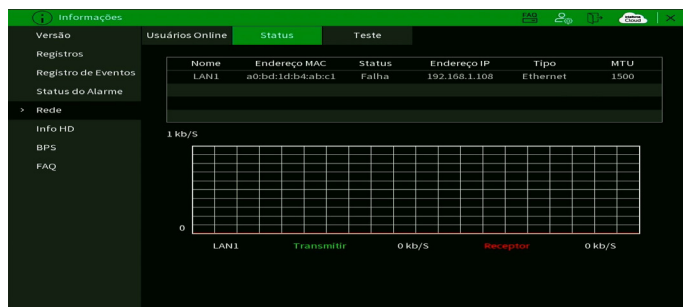 Informações
FAQ
Cloud
Versão
Registros
Registro de Eventos
Status do Alarme
> Rede
Info HD
BPS
FAQ
Usuários Online Status Teste
Nome Endereço MAC Status Endereço IP Tipo MTU
LAN1 a0:bd:1d:b4:ab:c1 Falha 192.168.1.108 Ethernet 1500
1 kb/S
0
LAN1 Transmitir 0 kb/S Receptor 0 kb/S